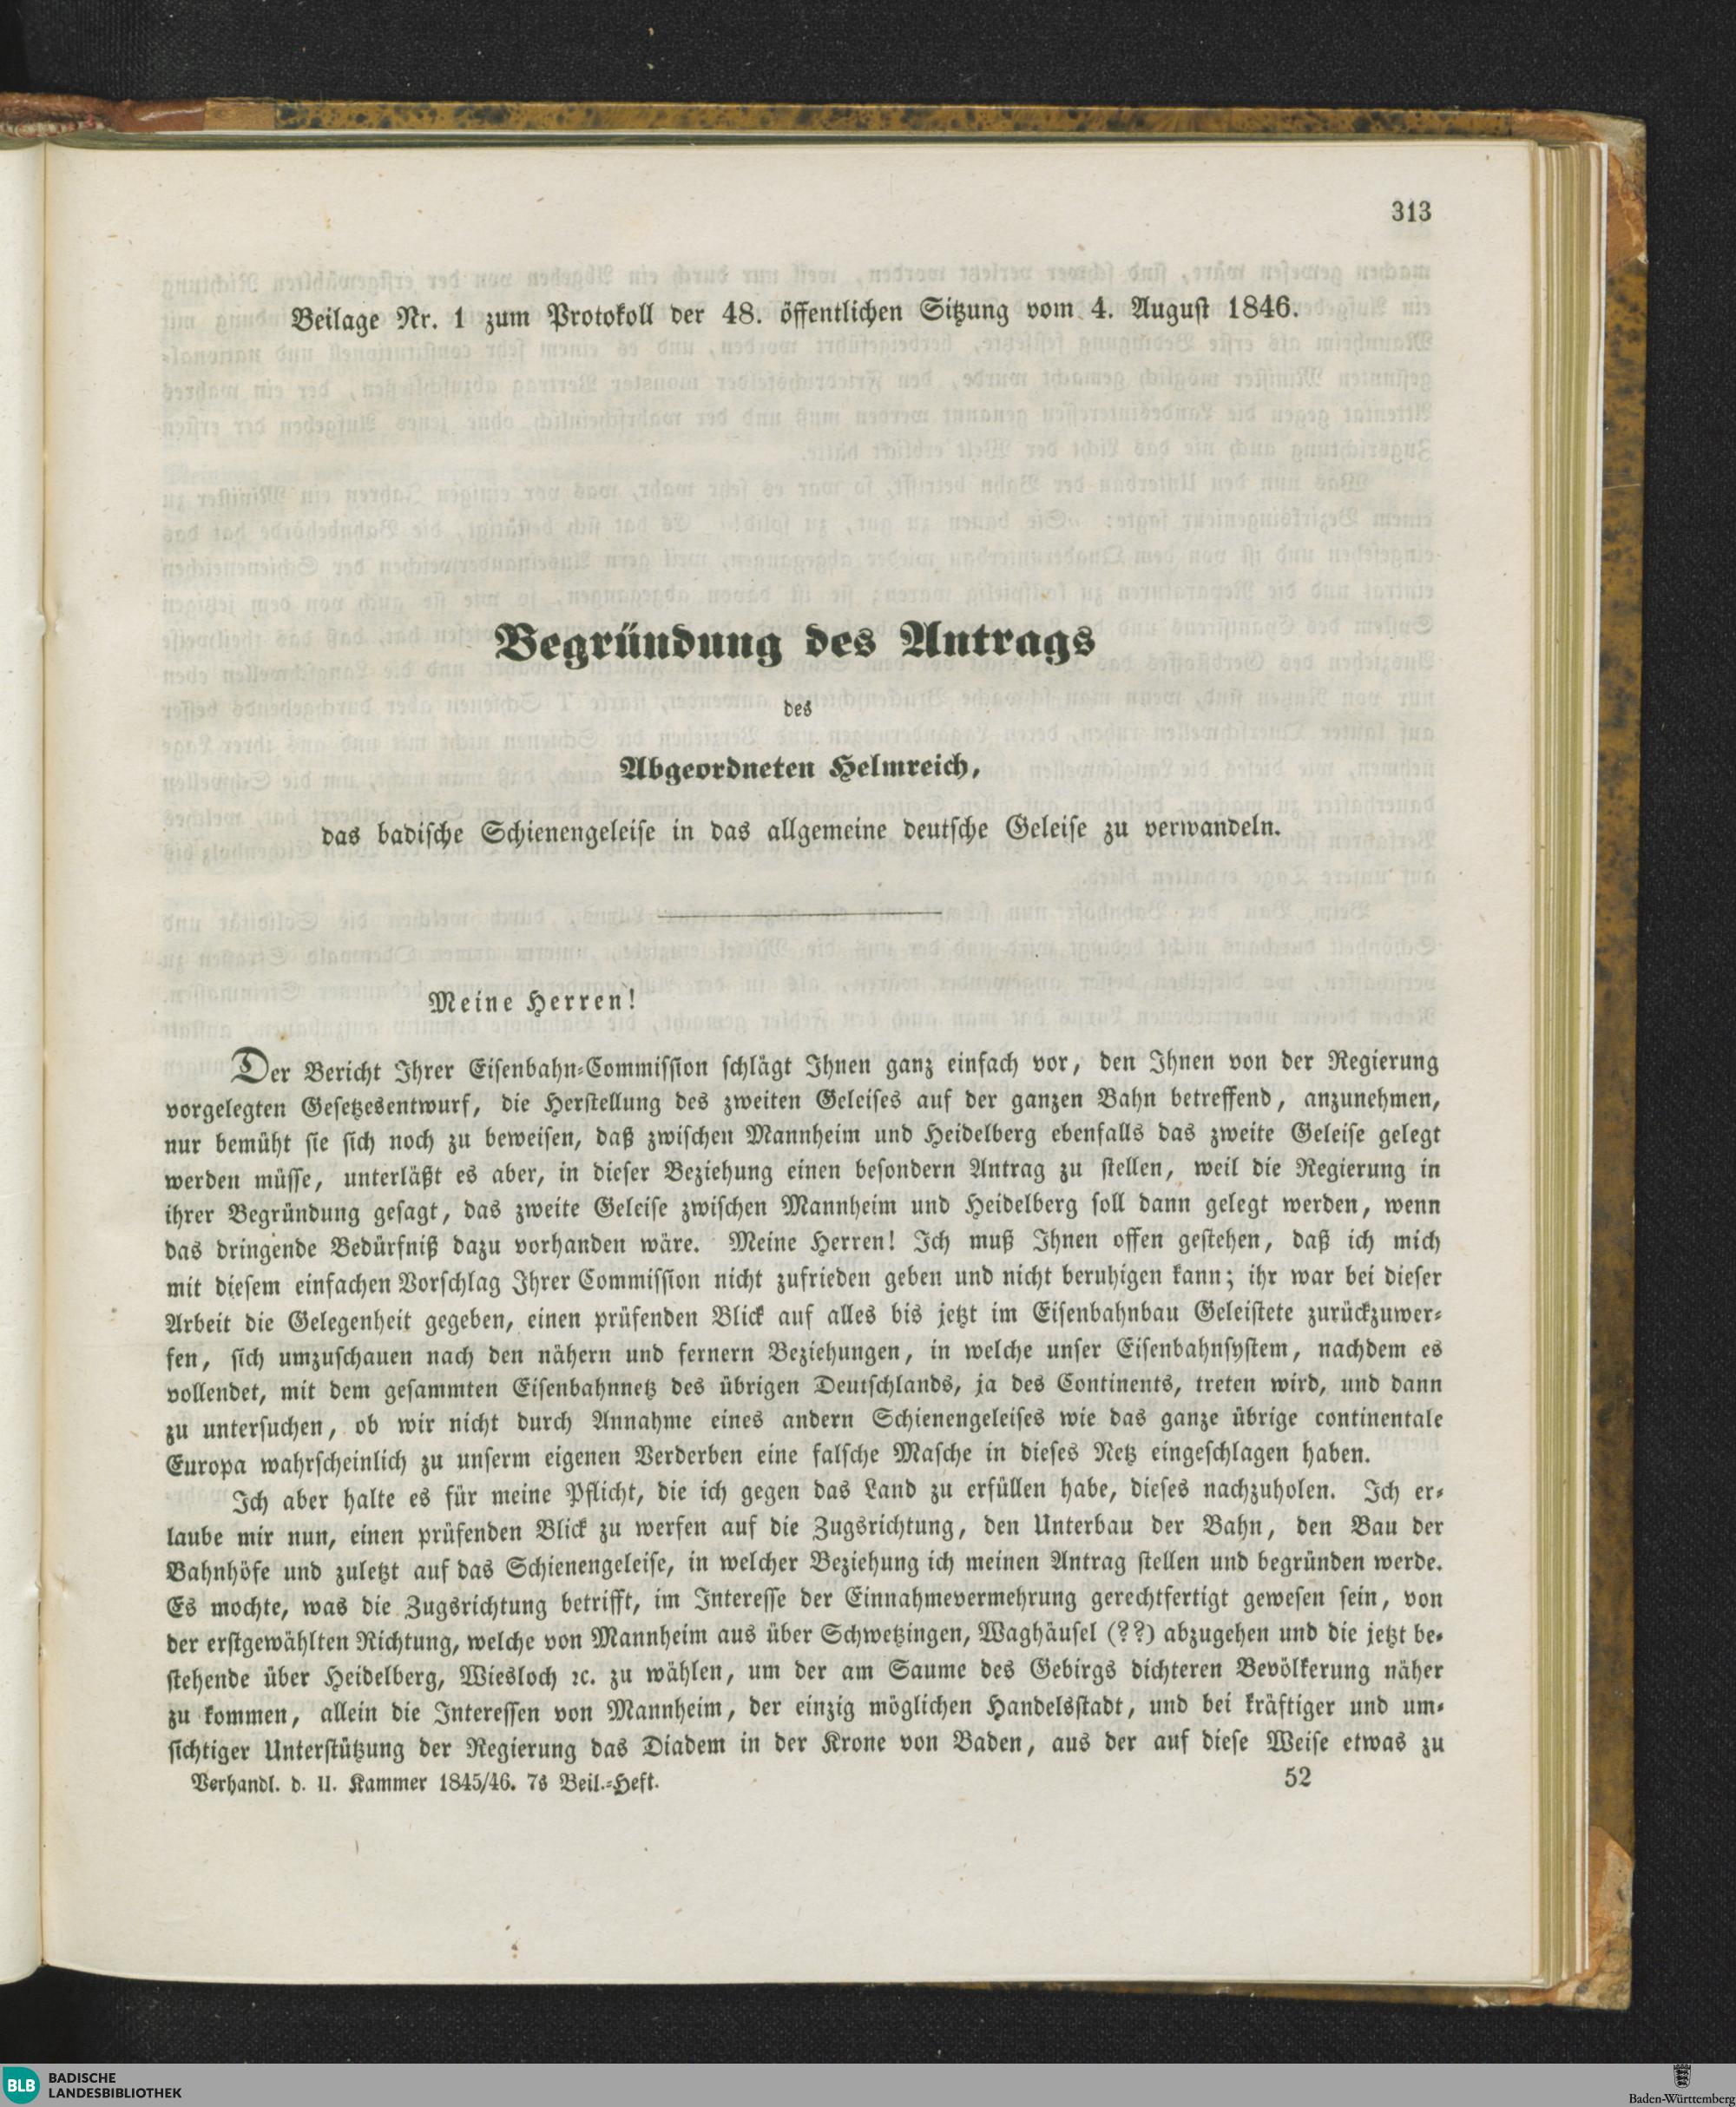 313
Beilage Nr. 1 zum Protokoll der 48. öffentlichen Sitzung vom 4. August 1846.
Begründung des Antrags
des
Abgeordneten Helmreich,
das badische Schienengeleise in das allgemeine deutsche Geleise zu verwandeln.
Meine Herren!
Der Bericht Ihrer Eisenbahn-Commission schlägt Ihnen ganz einfach vor, den Ihnen von der Regierung
vorgelegten Gesetzesentwurf, die Herstellung des zweiten Geleises auf der ganzen Bahn betreffend, anzunehmen,
nur bemüht sie sich noch zu beweisen, daß zwischen Mannheim und Heidelberg ebenfalls das zweite Geleise gelegt
werden müsse, unterläßt es aber, in dieser Beziehung einen besondern Antrag zu stellen, weil die Regierung in
ihrer Begründung gesagt, das zweite Geleise zwischen Mannheim und Heidelberg soll dann gelegt werden, wenn
das dringende Bedürfniß dazu vorhanden wäre. Meine Herren! Ich muß Ihnen offen gestehen, daß ich mich
mit diesem einfachen Vorschlag Ihrer Commission nicht zufrieden geben und nicht beruhigen kann; ihr war bei dieser
Arbeit die Gelegenheit gegeben, einen prüfenden Blick auf alles bis jetzt im Eisenbahnbau Geleistete zurückzuwer-
fen, sich umzuschauen nach den nähern und fernern Beziehungen, in welche unser Eisenbahnsystem, nachdem es
vollendet, mit dem gesammten Eisenbahnnetz des übrigen Deutschlands, ja des Continents, treten wird, und dann
zu untersuchen, ob wir nicht durch Annahme eines andern Schienengeleises wie das ganze übrige continentale
Europa wahrscheinlich zu unserm eigenen Verderben eine falsche Masche in dieses Netz eingeschlagen haben.
Ich aber halte es für meine Pflicht, die ich gegen das Land zu erfüllen habe, dieses nachzuholen. Ich er-
laube mir nun, einen prüfenden Blick zu werfen auf die Zugsrichtung, den Unterbau der Bahn, den Bau der
Bahnhöfe und zuletzt auf das Schienengeleise, in welcher Beziehung ich meinen Antrag stellen und begründen werde.
Es mochte, was die Zugsrichtung betrifft, im Interesse der Einnahmevermehrung gerechtfertigt gewesen sein, von
der erstgewählten Richtung, welche von Mannheim aus über Schwetzingen, Waghäusel (??) abzugehen und die jetzt be-
stehende über Heidelberg, Wiesloch ꝛc. zu wählen, um der am Saume des Gebirgs dichteren Bevölkerung näher
zu kommen, allein die Interessen von Mannheim, der einzig möglichen Handelsstadt, und bei kräftiger und um-
sichtiger Unterstützung der Regierung das Diadem in der Krone von Baden, aus der auf diese Weise etwas zu
Verhandl. d. II. Kammer 1845/46. 7s Beil.-Heft.
52
BLB BADISCHE
LANDESBIBLIOTHEK
Baden-Württemberg